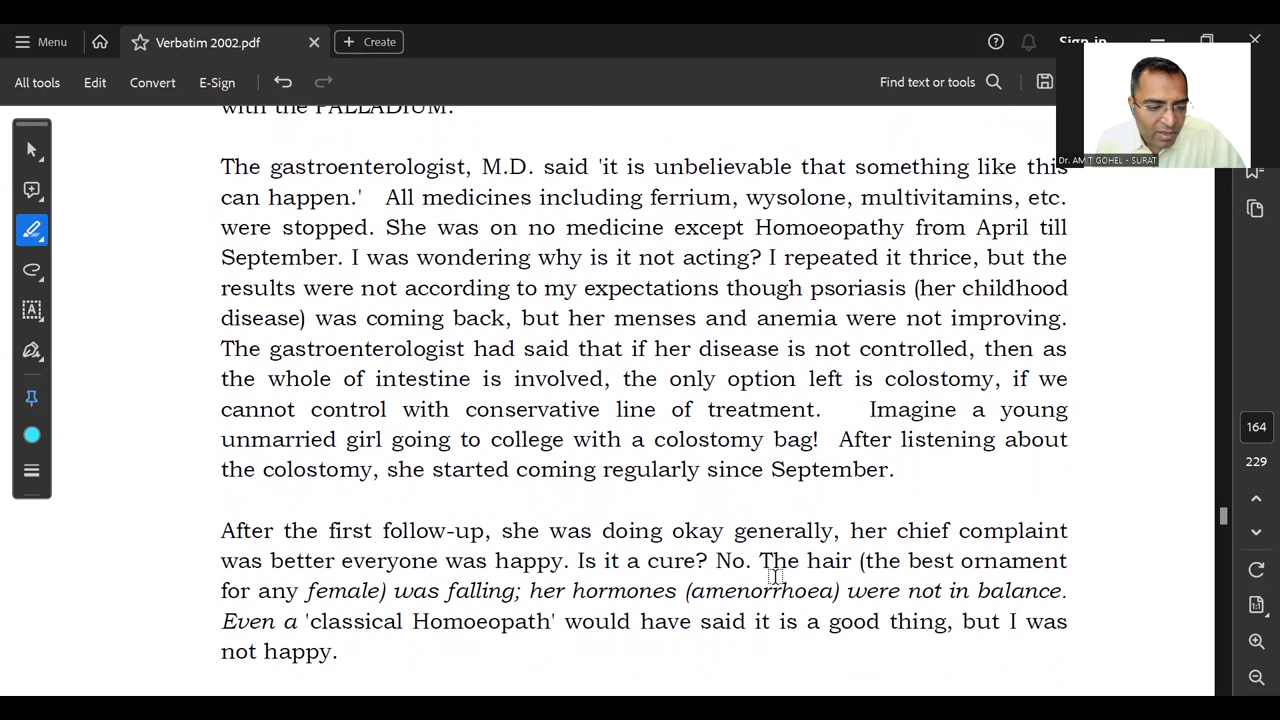 Menu
Verbatim 2002.pdf
Create
Sign in
All tools
Edit
Convert
E-Sign
Find text or tools
Dr. AMIT GOHEL - SURAT
with the PALLADIUM.
The gastroenterologist, M.D. said 'it is unbelievable that something like this
can happen.' All medicines including ferrium, wysolone, multivitamins, etc.
were stopped. She was on no medicine except Homoeopathy from April till
September. I was wondering why is it not acting? I repeated it thrice, but the
results were not according to my expectations though psoriasis (her childhood
disease) was coming back, but her menses and anemia were not improving.
The gastroenterologist had said that if her disease is not controlled, then as
the whole of intestine is involved, the only option left is colostomy, if we
cannot control with conservative line of treatment. Imagine a young
unmarried girl going to college with a colostomy bag! After listening about
the colostomy, she started coming regularly since September.
After the first follow-up, she was doing okay generally, her chief complaint
was better everyone was happy. Is it a cure? No. The hair (the best ornament
for any female) was falling; her hormones (amenorrhoea) were not in balance.
Even a 'classical Homoeopath' would have said it is a good thing, but I was
not happy.
164
229